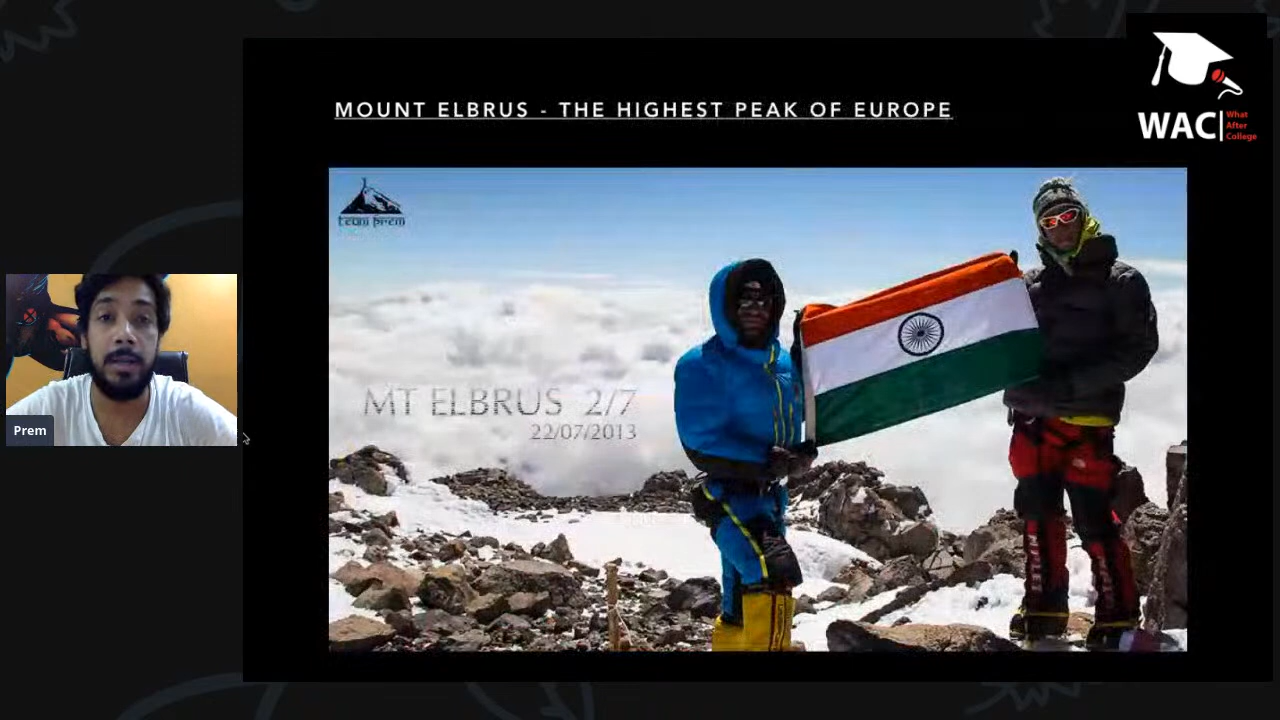 MOUNT ELBRUS - THE HIGHEST PEAK OF EUROPE
WAC
What
After
College
team prem
MT ELBRUS 2/7
22/07/2013
Prem